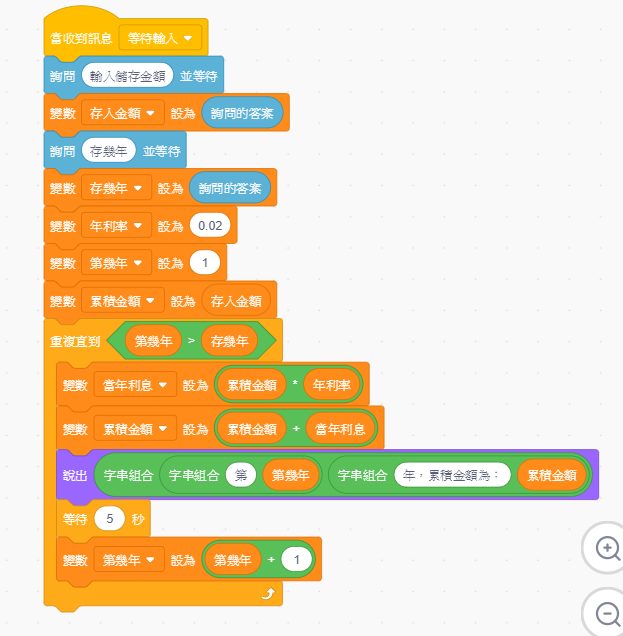 當收到訊息 等待輸入
詢問 輸入儲存金額 並等待
變數 存入金額 設為 詢問的答案
詢問 存幾年 並等待
變數 存幾年 設為 詢問的答案
變數 年利率 設為 0.02
變數 第幾年 設為 1
變數 累積金額 設為 存入金額
重複直到 第幾年 > 存幾年
變數 當年利息 設為 累積金額 * 年利率
變數 累積金額 設為 累積金額 + 當年利息
說出 字串組合 字串組合 第 第幾年 字串組合 年，累積金額為： 累積金額
等待 5 秒
變數 第幾年 設為 第幾年 + 1